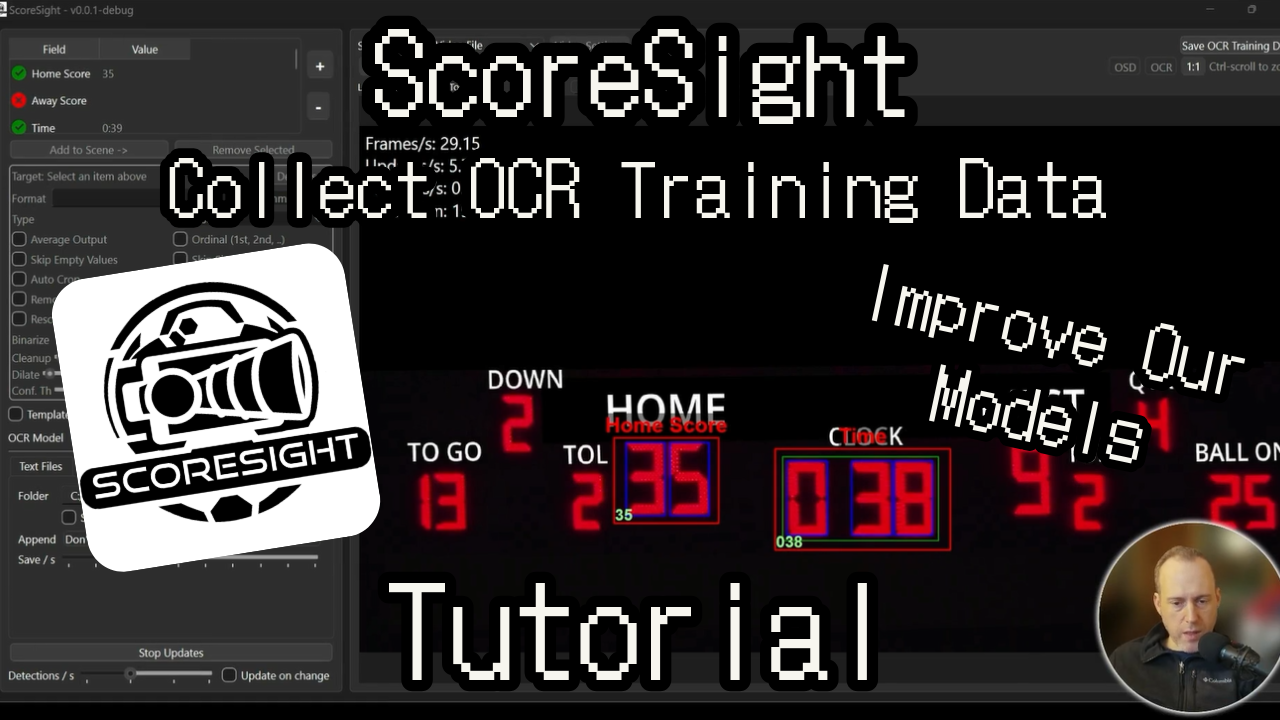 ScoreSight - v0.0.1-debug
Field Value
Home Score 35
Away Score
Time 0:39
+
-
Add to Scene -> Remove Selected
Target: Select an item above
Format
Type
Average Output Ordinal (1st, 2nd, ..)
Skip Empty Values
Auto Crop
Binarize
Cleanup
Dilate
Conf. Th
OCR Model
Text Files
Folder
Append
Save / s
Stop Updates
Detections / s Update on change
Save OCR Training D
OSD OCR 1:1 Ctrl-scroll to zo
ScoreSight
Frames/s: 29.15
Collect OCR Training Data
Improve Our
Models
SCORESIGHT
DOWN
2
HOME
Home Score
Time
TO GO
13
TOL
2
35
35
0 38
038
9
2
4
BALL ON
25
Tutorial
Columbia